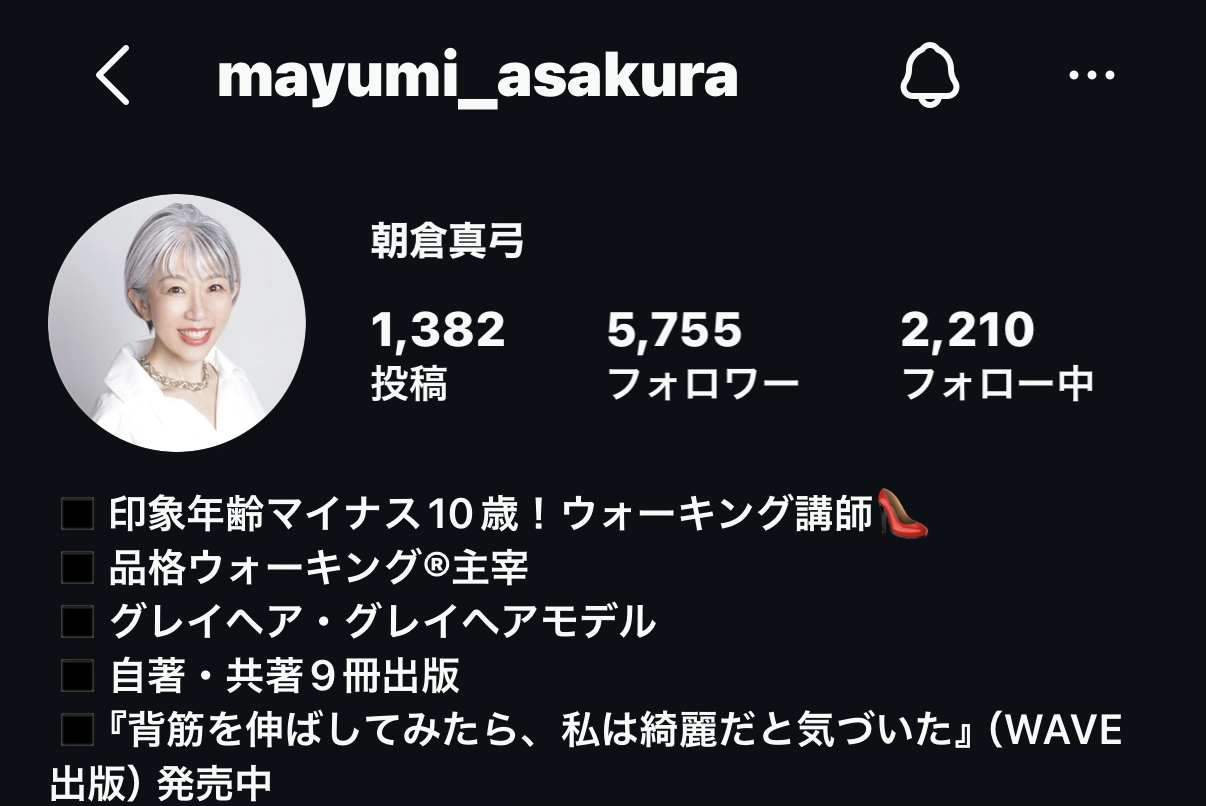 mayumi_asakura
朝倉真弓
1,382 5,755 2,210
投稿 フォロワー フォロー中
印象年齢マイナス10歳！ウォーキング講師👠
品格ウォーキング®主宰
グレイヘア・グレイヘアモデル
自著・共著9冊出版
『背筋を伸ばしてみたら、私は綺麗だと気づいた』（WAVE
出版）発売中